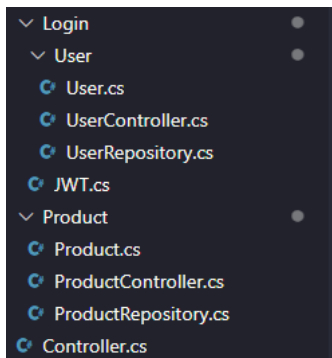 Login
User
User.cs
UserController.cs
UserRepository.cs
JWT.cs
Product
Product.cs
ProductController.cs
ProductRepository.cs
Controller.cs